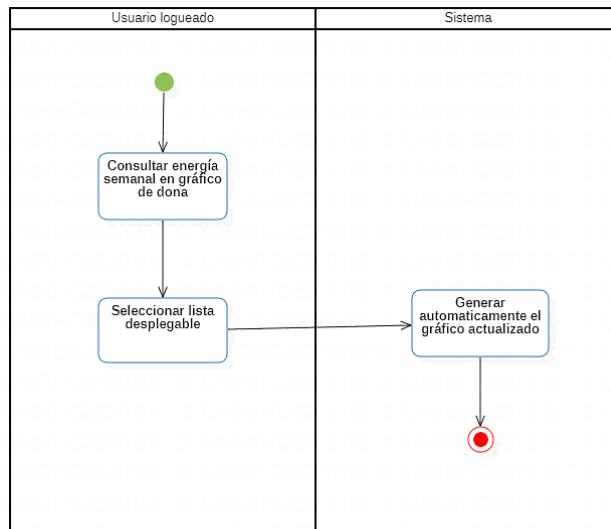 Usuario logueado
Sistema
Consultar energía
semanal en gráfico
de dona
Seleccionar lista
desplegable
Generar
automaticamente el
gráfico actualizado